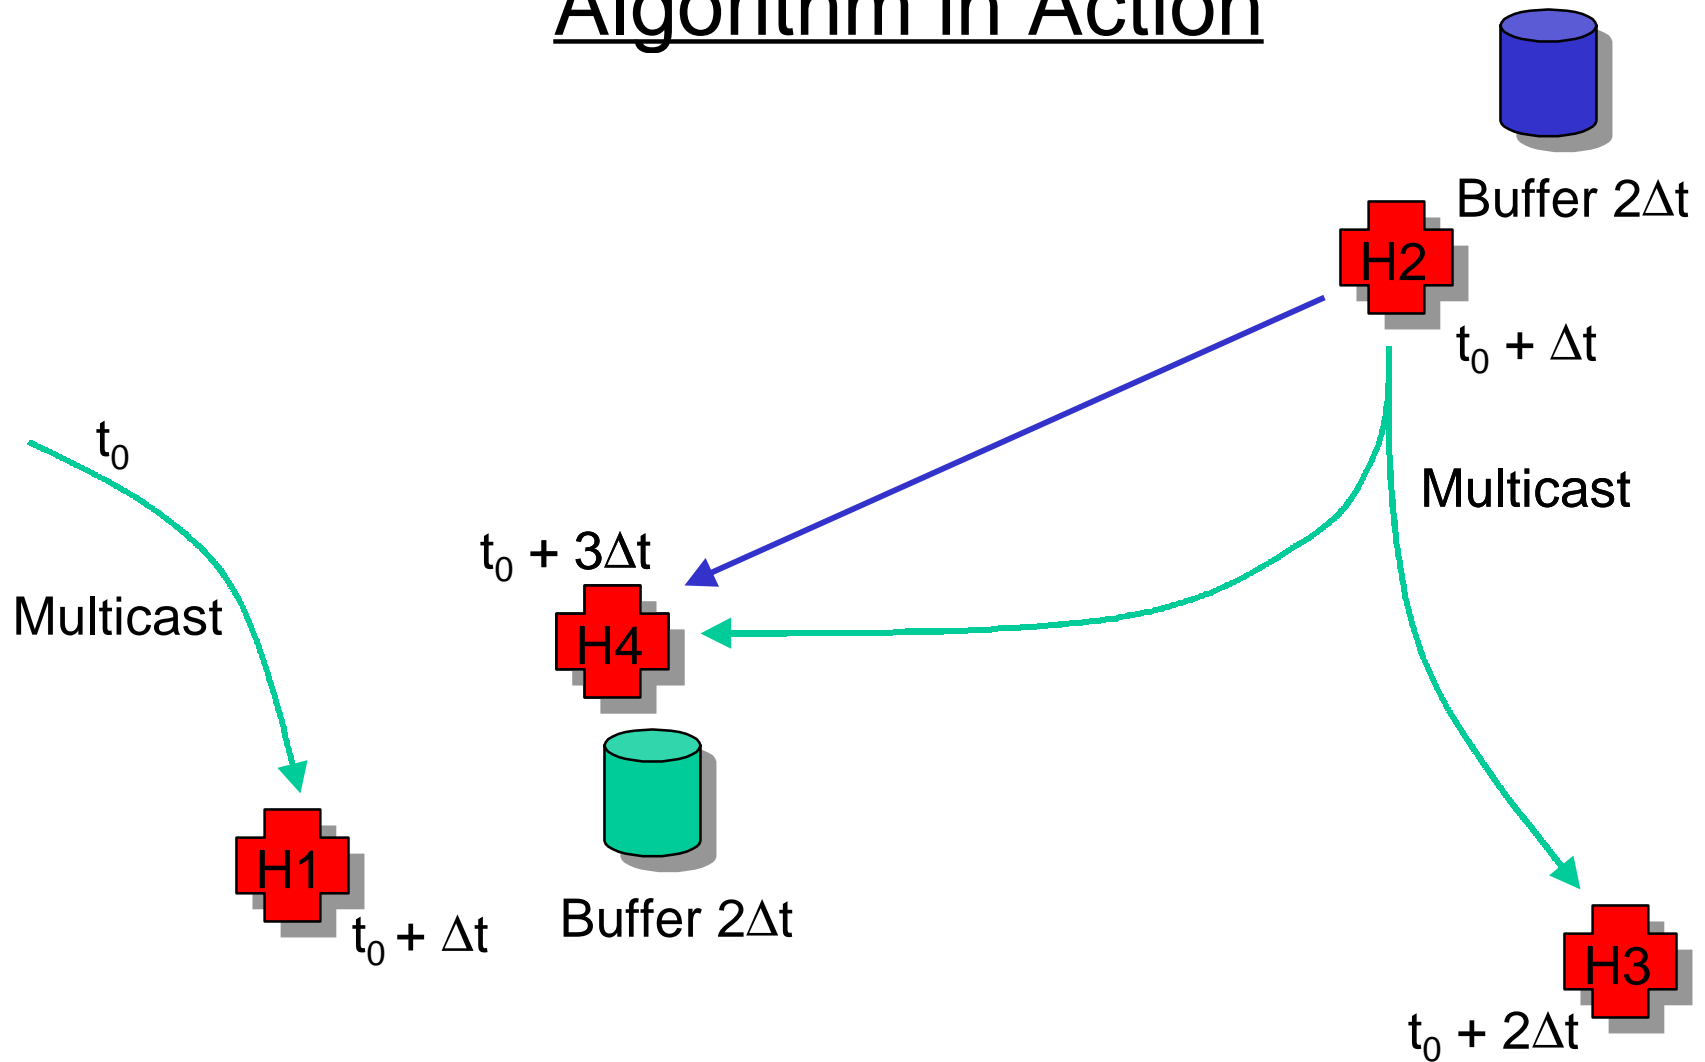 Algorithm in Action
Buffer 2Δt
H2
t₀ + Δt
t₀
Multicast
t₀ + 3Δt
Multicast
H4
H1
t₀ + Δt
Buffer 2Δt
H3
t₀ + 2Δt